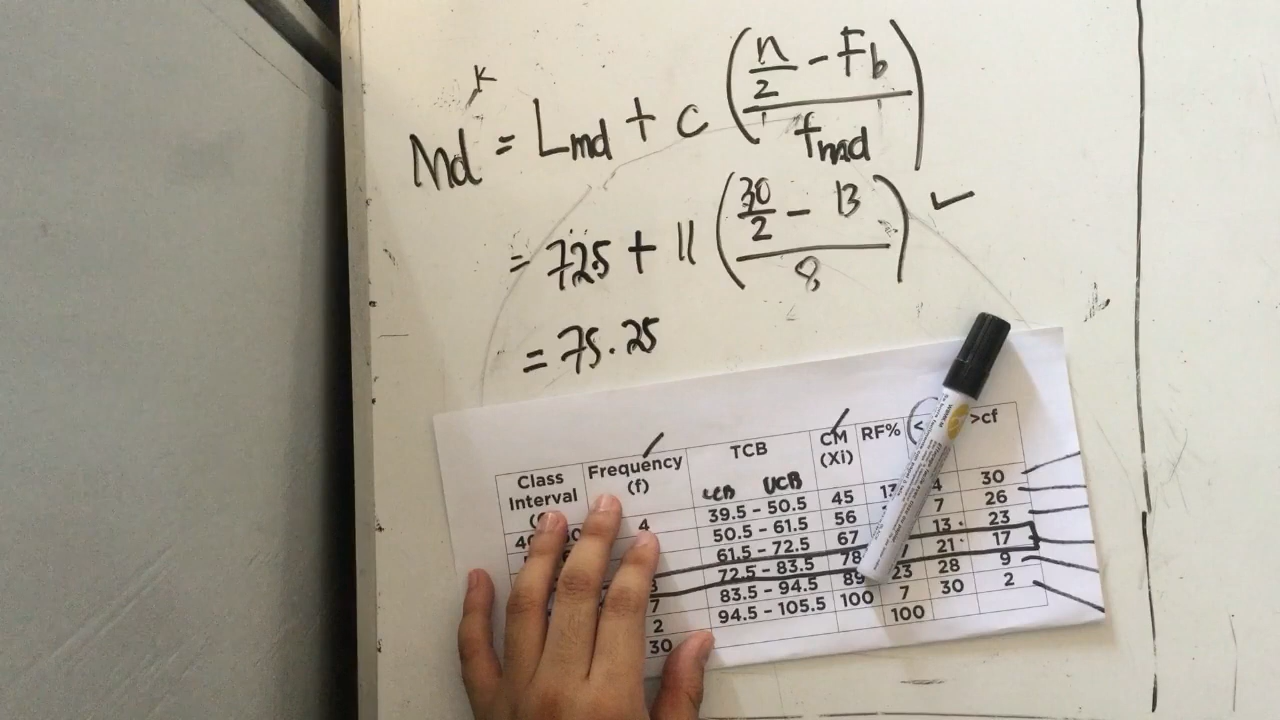 K
Md = Lmd + c ( n/2 - Fb / fmd )
= 72.5 + 11 ( 30/2 - 13 / 8 ) ✓
= 75.25
Class Interval Frequency (f) TCB CM (Xi) RF% < >cf
LCB UCB
4 39.5 - 50.5 45 4 30
50.5 - 61.5 56 7 26
61.5 - 72.5 67 13 23
72.5 - 83.5 78 21 17
7 83.5 - 94.5 89 23 28 9
2 94.5 - 105.5 100 7 30 2
30 100